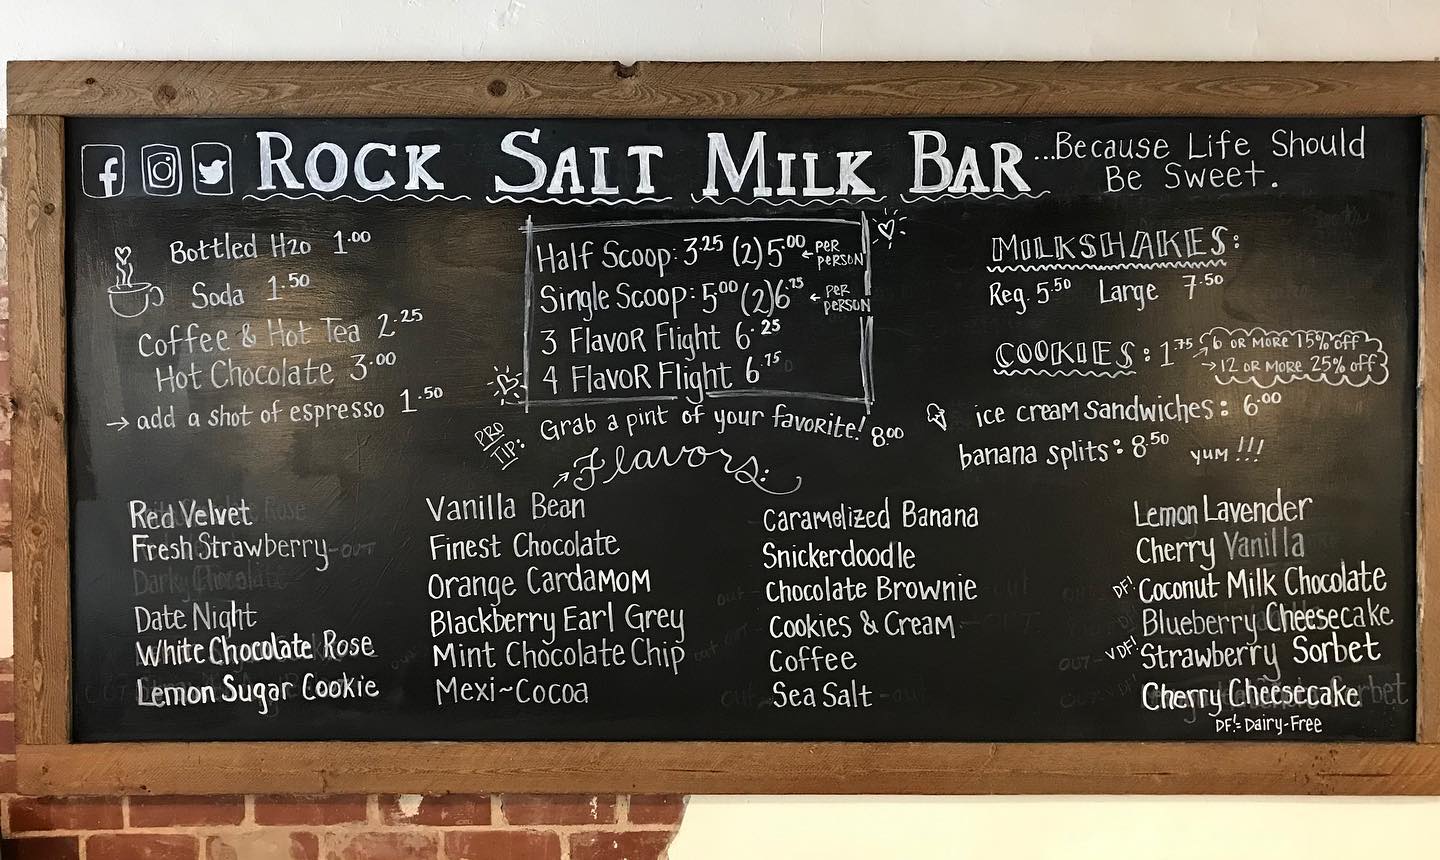 ROCK SALT MILK BAR ...Because Life Should
Be Sweet.
Bottled H2O 1.00
Soda 1.50
Coffee & Hot Tea 2.25
Hot Chocolate 3.00
→ add a shot of espresso 1.50
Half Scoop: 3.25 (2) 5.00 ← PER PERSON
Single Scoop: 5.00 (2) 6.75 ← PER PERSON
3 Flavor Flight 6.25
4 Flavor Flight 6.75
PRO TIP: Grab a pint of your favorite! 8.00
MILKSHAKES:
Reg. 5.50 Large 7.50
COOKIES: 1.75 → 6 OR MORE 15% off
→ 12 OR MORE 25% off
ice cream sandwiches: 6.00
banana splits: 8.50 YUM!!!
→ Flavors:
Red Velvet
Fresh Strawberry - OUT
Dark Chocolate
Date Night
White Chocolate Rose
Lemon Sugar Cookie
Vanilla Bean
Finest Chocolate
Orange Cardamom
Blackberry Earl Grey
Mint Chocolate Chip
Mexi~Cocoa
Caramelized Banana
Snickerdoodle
Chocolate Brownie
Cookies & Cream
Coffee
Sea Salt
Lemon Lavender
Cherry Vanilla
DF! Coconut Milk Chocolate
Blueberry Cheesecake
VDF! Strawberry Sorbet
Cherry Cheesecake
DF! = Dairy-Free